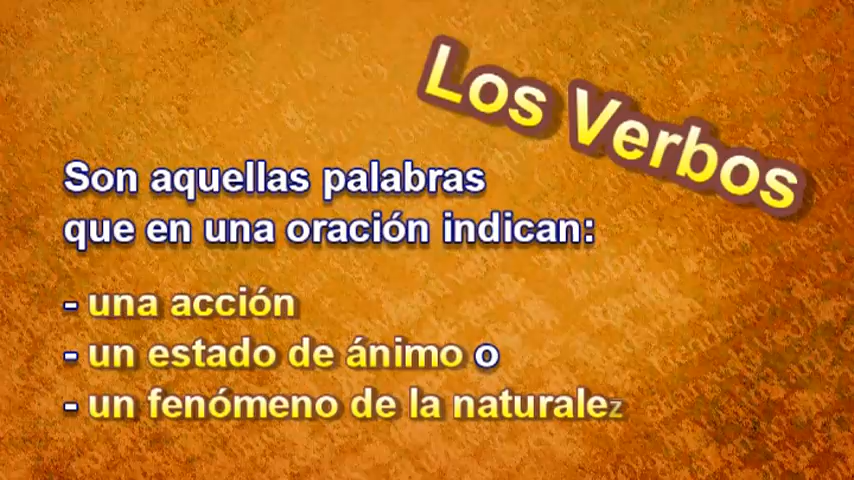 Los Verbos
Son aquellas palabras
que en una oración indican:
- una acción
- un estado de ánimo o
- un fenómeno de la naturalez